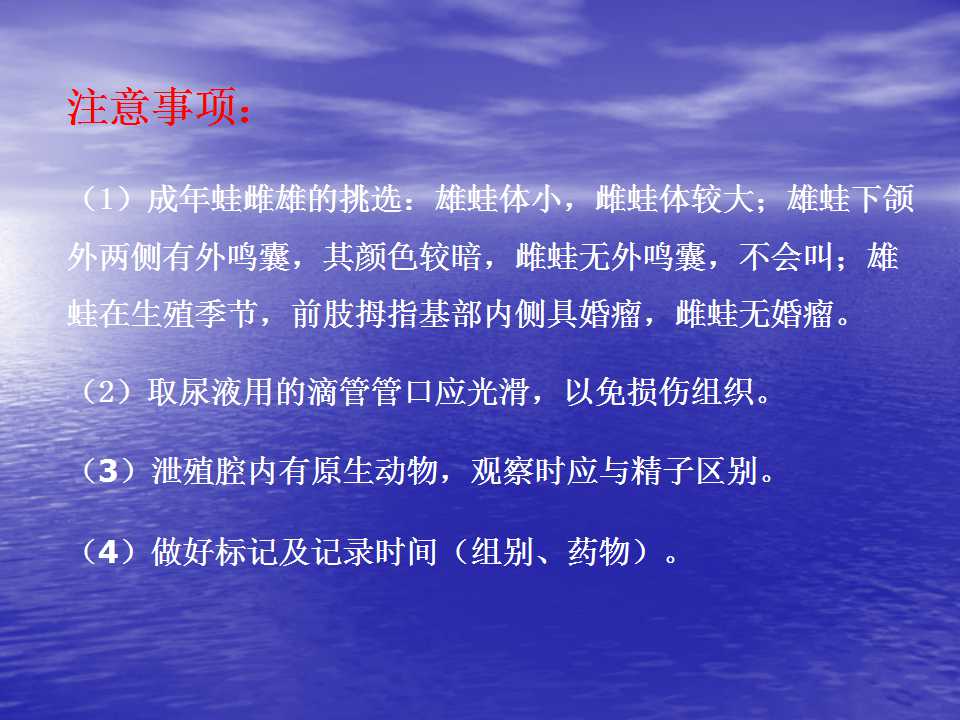 注意事项：
（1）成年蛙雌雄的挑选：雄蛙体小，雌蛙体较大；雄蛙下颌
外两侧有外鸣囊，其颜色较暗，雌蛙无外鸣囊，不会叫；雄
蛙在生殖季节，前肢拇指基部内侧具婚瘤，雌蛙无婚瘤。
（2）取尿液用的滴管管口应光滑，以免损伤组织。
（3）泄殖腔内有原生动物，观察时应与精子区别。
（4）做好标记及记录时间（组别、药物）。